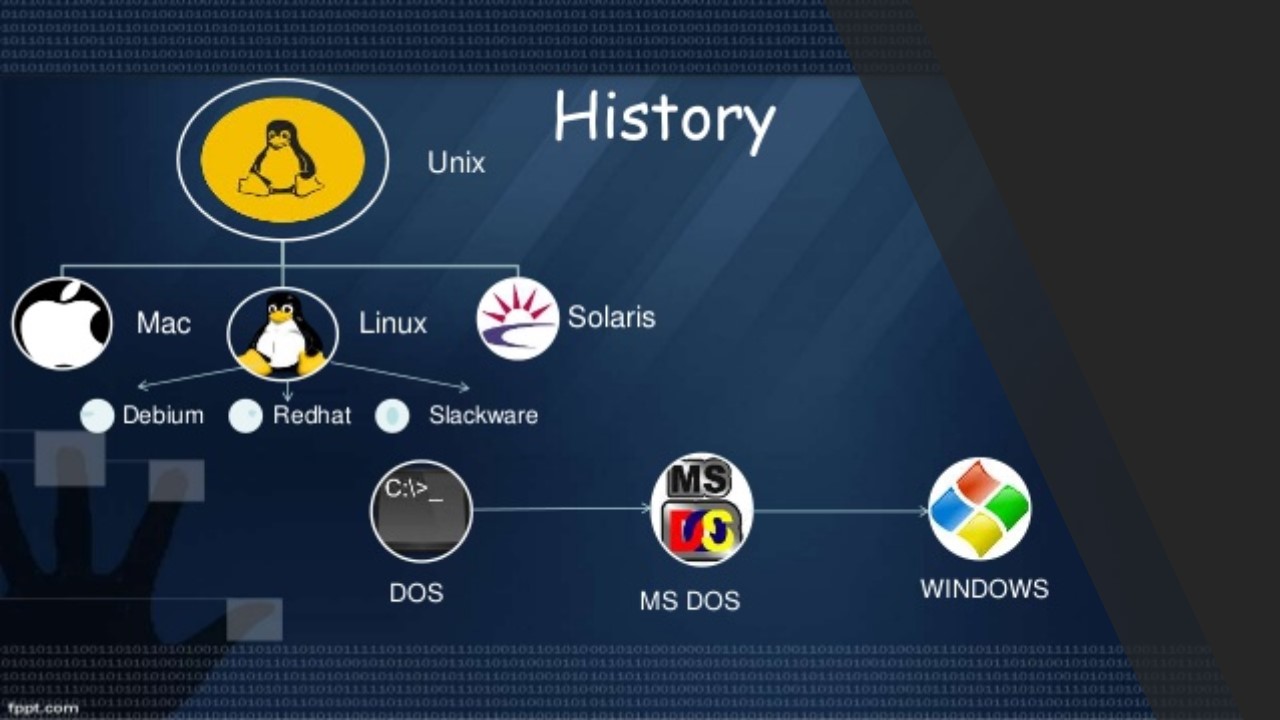 History
Unix
Mac
Linux
Solaris
Debium
Redhat
Slackware
C:\>_
MS
DOS
DOS
MS DOS
WINDOWS
fppt.com